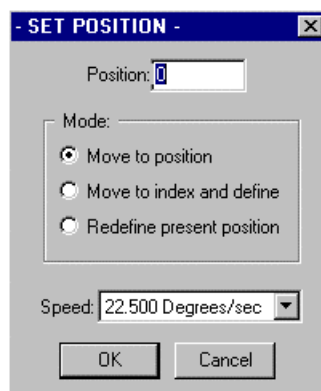 - SET POSITION -
Position: 0
Mode:
Move to position
Move to index and define
Redefine present position
Speed: 22.500 Degrees/sec
OK Cancel